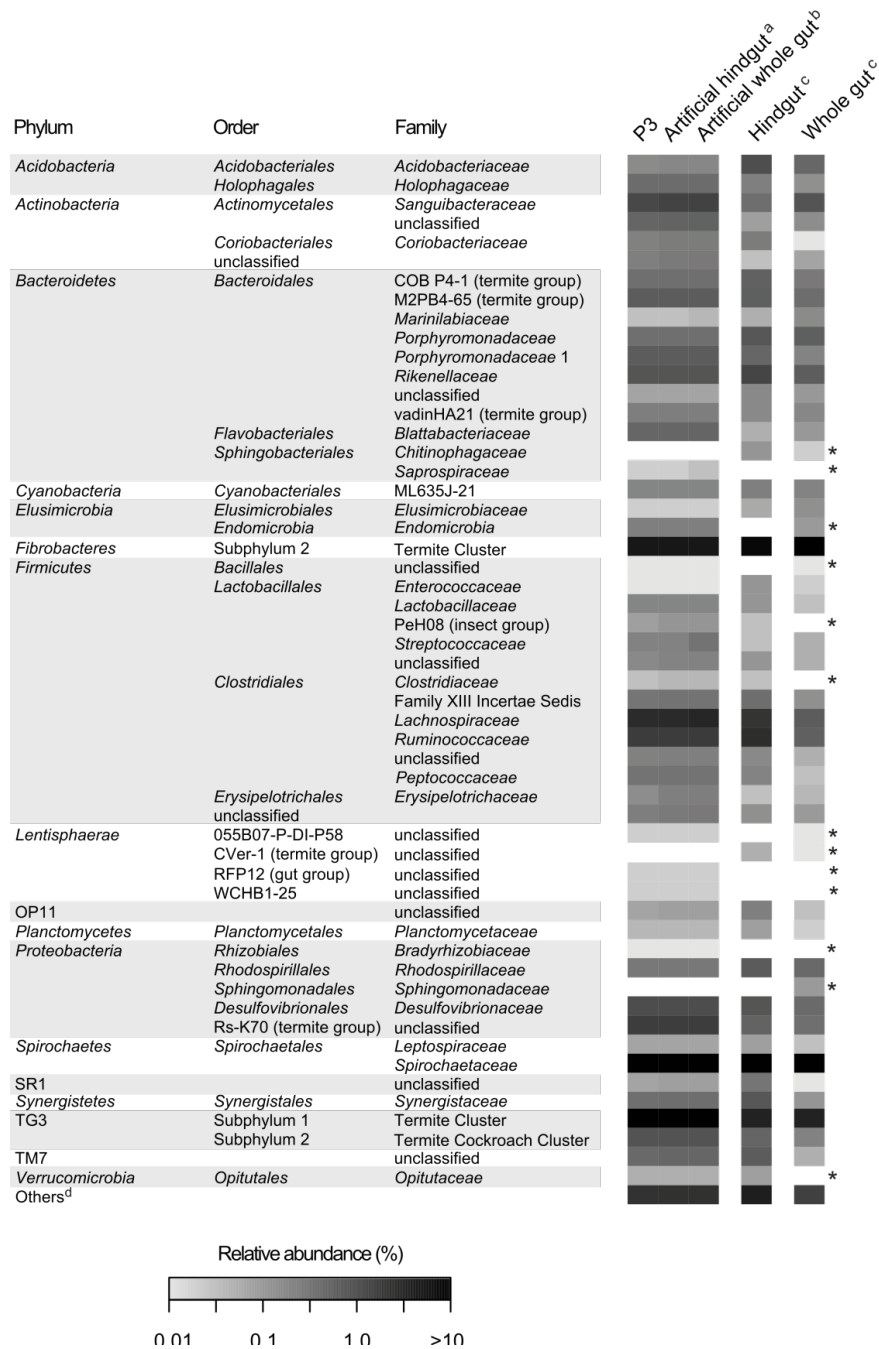 P3 Artificial hindgut a Artificial whole gut b Hindgut c Whole gut c
Phylum Order Family
Acidobacteria Acidobacteriales Acidobacteriaceae
Holophagales Holophagaceae
Actinobacteria Actinomycetales Sanguibacteraceae
unclassified
Coriobacteriales Coriobacteriaceae
unclassified
Bacteroidetes Bacteroidales COB P4-1 (termite group)
M2PB4-65 (termite group)
Marinilabiaceae
Porphyromonadaceae
Porphyromonadaceae 1
Rikenellaceae
unclassified
vadinHA21 (termite group)
Flavobacteriales Blattabacteriaceae
Sphingobacteriales Chitinophagaceae *
Saprospiraceae *
Cyanobacteria Cyanobacteriales ML635J-21
Elusimicrobia Elusimicrobiales Elusimicrobiaceae
Endomicrobia Endomicrobia *
Fibrobacteres Subphylum 2 Termite Cluster
Firmicutes Bacillales unclassified *
Lactobacillales Enterococcaceae
Lactobacillaceae
PeH08 (insect group) *
Streptococcaceae
unclassified
Clostridiales Clostridiaceae *
Family XIII Incertae Sedis
Lachnospiraceae
Ruminococcaceae
unclassified
Peptococcaceae
Erysipelotrichales Erysipelotrichaceae
unclassified
Lentisphaerae 055B07-P-DI-P58 unclassified *
CVer-1 (termite group) unclassified *
RFP12 (gut group) unclassified *
WCHB1-25 unclassified *
OP11 unclassified
Planctomycetes Planctomycetales Planctomycetaceae
Proteobacteria Rhizobiales Bradyrhizobiaceae *
Rhodospirillales Rhodospirillaceae
Sphingomonadales Sphingomonadaceae *
Desulfovibrionales Desulfovibrionaceae
Rs-K70 (termite group) unclassified
Spirochaetes Spirochaetales Leptospiraceae
Spirochaetaceae
SR1 unclassified
Synergistetes Synergistales Synergistaceae
TG3 Subphylum 1 Termite Cluster
Subphylum 2 Termite Cockroach Cluster
TM7 unclassified
Verrucomicrobia Opitutales Opitutaceae *
Others d
Relative abundance (%)
0.01 0.1 1.0 >10